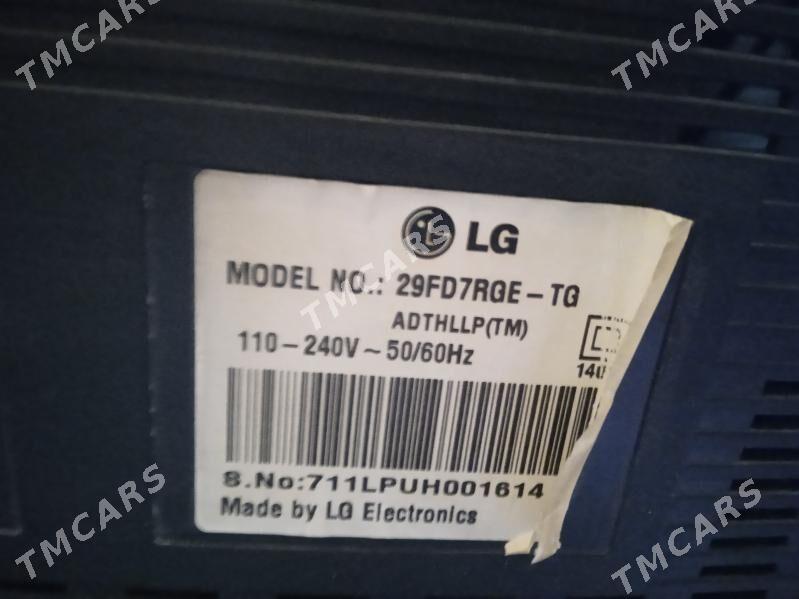 TMCARS
TMCARS
LG
MODEL NO.: 29FD7RGE-TG
ADTHLLP(TM)
110-240V~50/60Hz
S.No:711LPUH001614
Made by LG Electronics
TMCARS
TMCARS
TMCARS